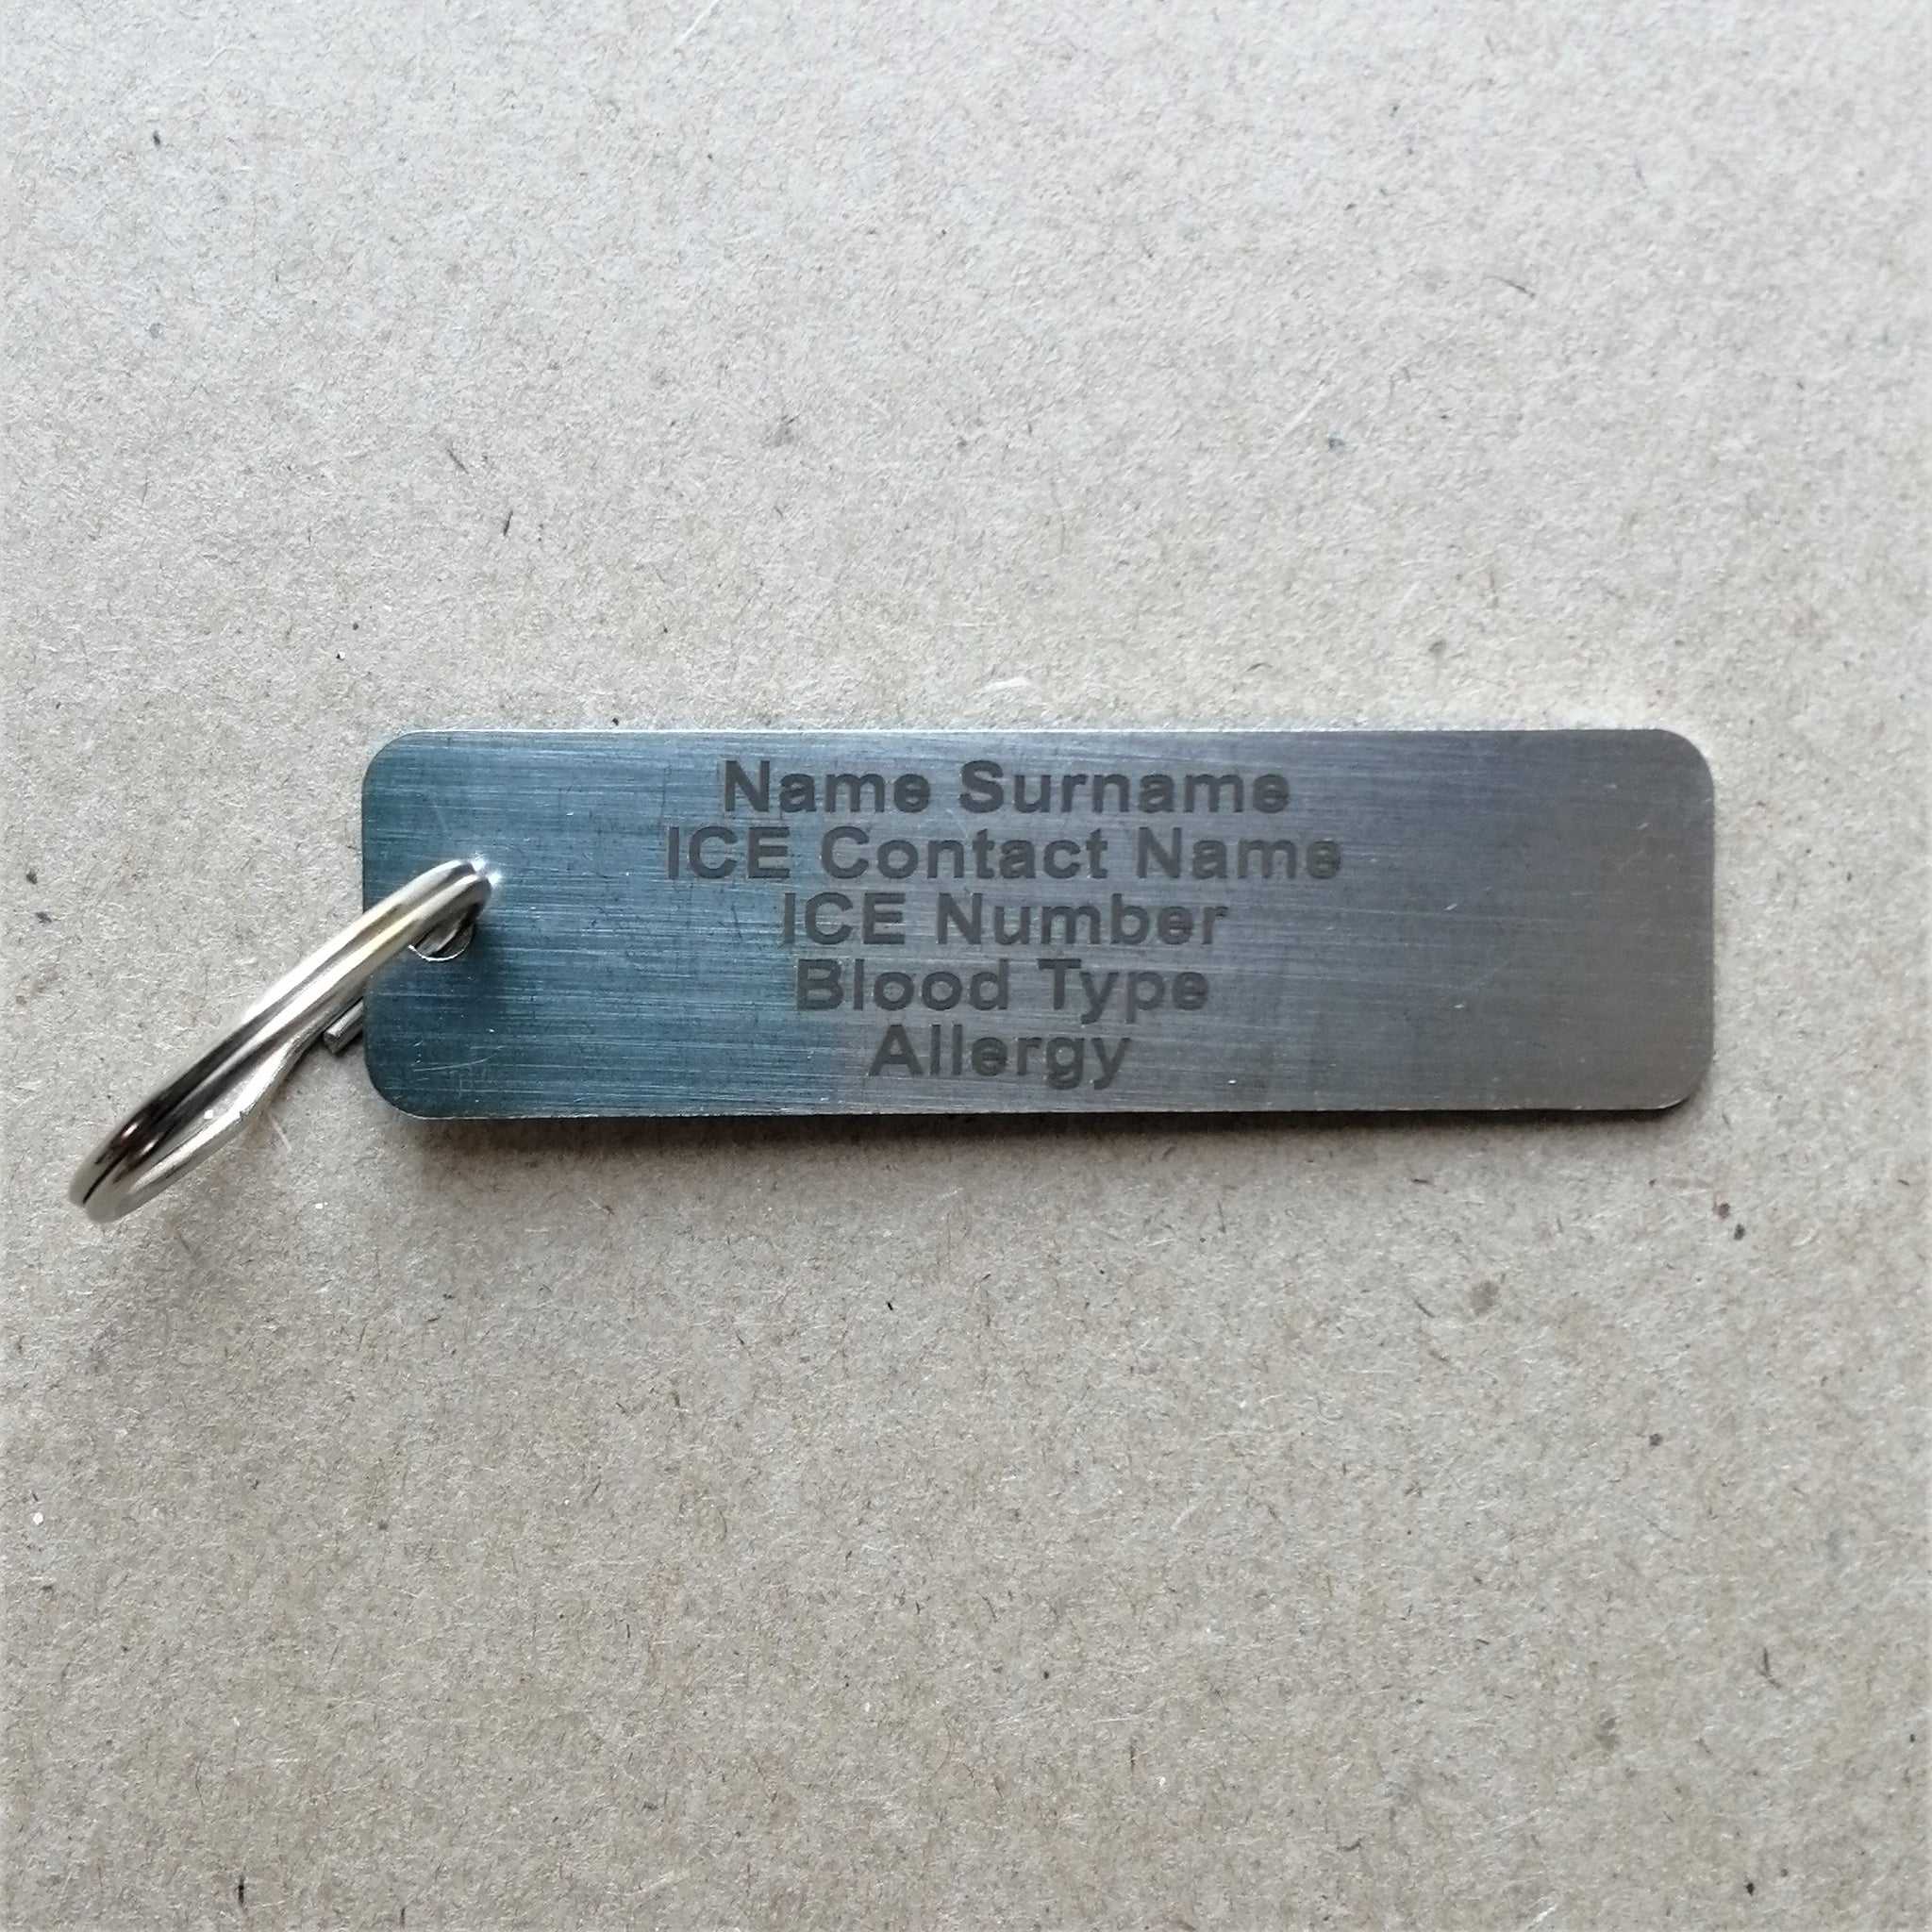 Name Surname
ICE Contact Name
ICE Number
Blood Type
Allergy